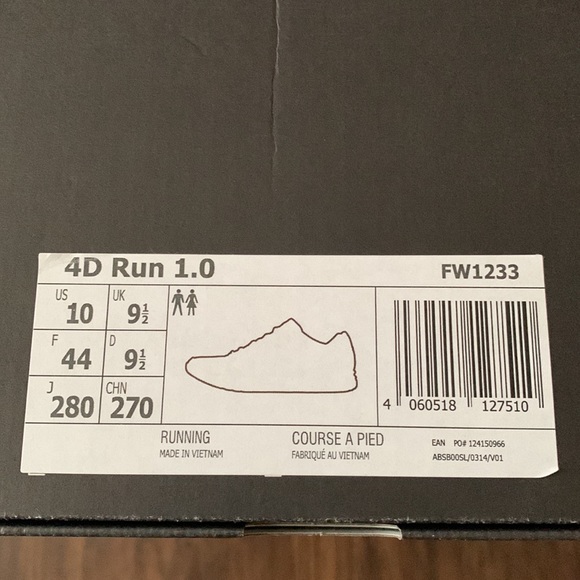 4D Run 1.0 FW1233
US 10 UK 9½
F 44 D 9½
J 280 CHN 270
4 060518 127510
RUNNING COURSE A PIED EAN PO# 124150966
MADE IN VIETNAM FABRIQUÉ AU VIETNAM ABSB00SL/0314/V01